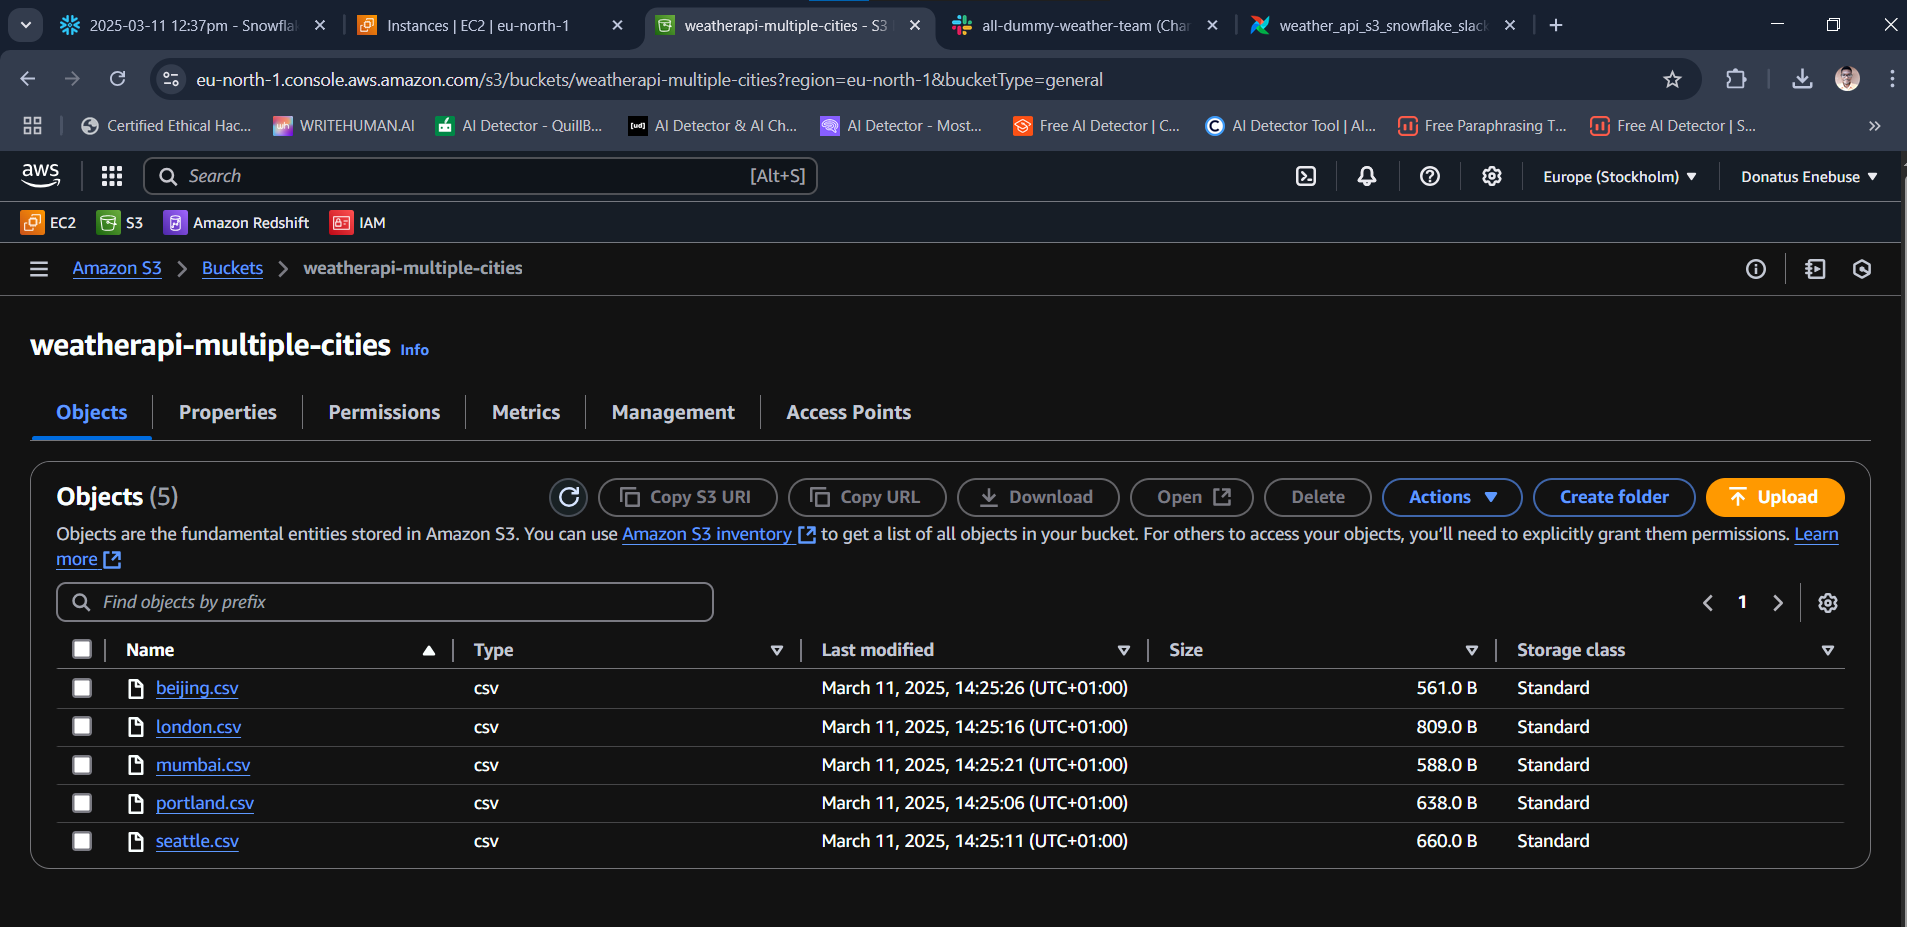 2025-03-11 12:37pm - Snowfla
Instances | EC2 | eu-north-1
weatherapi-multiple-cities - S3
all-dummy-weather-team (Char
weather_api_s3_snowflake_slack
eu-north-1.console.aws.amazon.com/s3/buckets/weatherapi-multiple-cities?region=eu-north-1&bucketType=general
Certified Ethical Hac...
wh WRITEHUMAN.AI
AI Detector - QuillB...
[ud] AI Detector & AI Ch...
AI Detector - Most...
Free AI Detector | C...
C AI Detector Tool | AI...
Free Paraphrasing T...
Free AI Detector | S...
aws
Search
[Alt+S]
Europe (Stockholm)
Donatus Enebuse
EC2
S3
Amazon Redshift
IAM
Amazon S3 > Buckets > weatherapi-multiple-cities
weatherapi-multiple-cities Info
Objects
Properties
Permissions
Metrics
Management
Access Points
Objects (5)
Copy S3 URI
Copy URL
Download
Open
Delete
Actions
Create folder
Upload
Objects are the fundamental entities stored in Amazon S3. You can use Amazon S3 inventory to get a list of all objects in your bucket. For others to access your objects, you'll need to explicitly grant them permissions. Learn
more
Find objects by prefix
1
Name Type Last modified Size Storage class
beijing.csv csv March 11, 2025, 14:25:26 (UTC+01:00) 561.0 B Standard
london.csv csv March 11, 2025, 14:25:16 (UTC+01:00) 809.0 B Standard
mumbai.csv csv March 11, 2025, 14:25:21 (UTC+01:00) 588.0 B Standard
portland.csv csv March 11, 2025, 14:25:06 (UTC+01:00) 638.0 B Standard
seattle.csv csv March 11, 2025, 14:25:11 (UTC+01:00) 660.0 B Standard